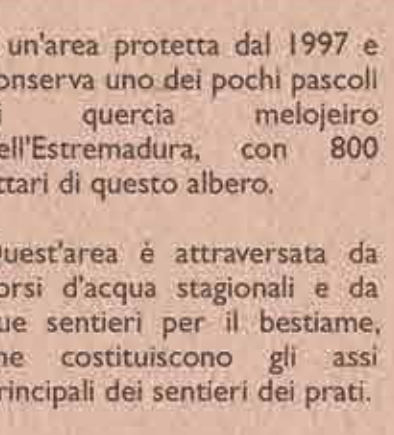 un'area protetta dal 1997 e
onserva uno dei pochi pascoli
i quercia melojeiro
ell'Estremadura, con 800
ttari di questo albero.

uest'area è attraversata da
orsi d'acqua stagionali e da
ue sentieri per il bestiame,
he costituiscono gli assi
rincipali dei sentieri dei prati.